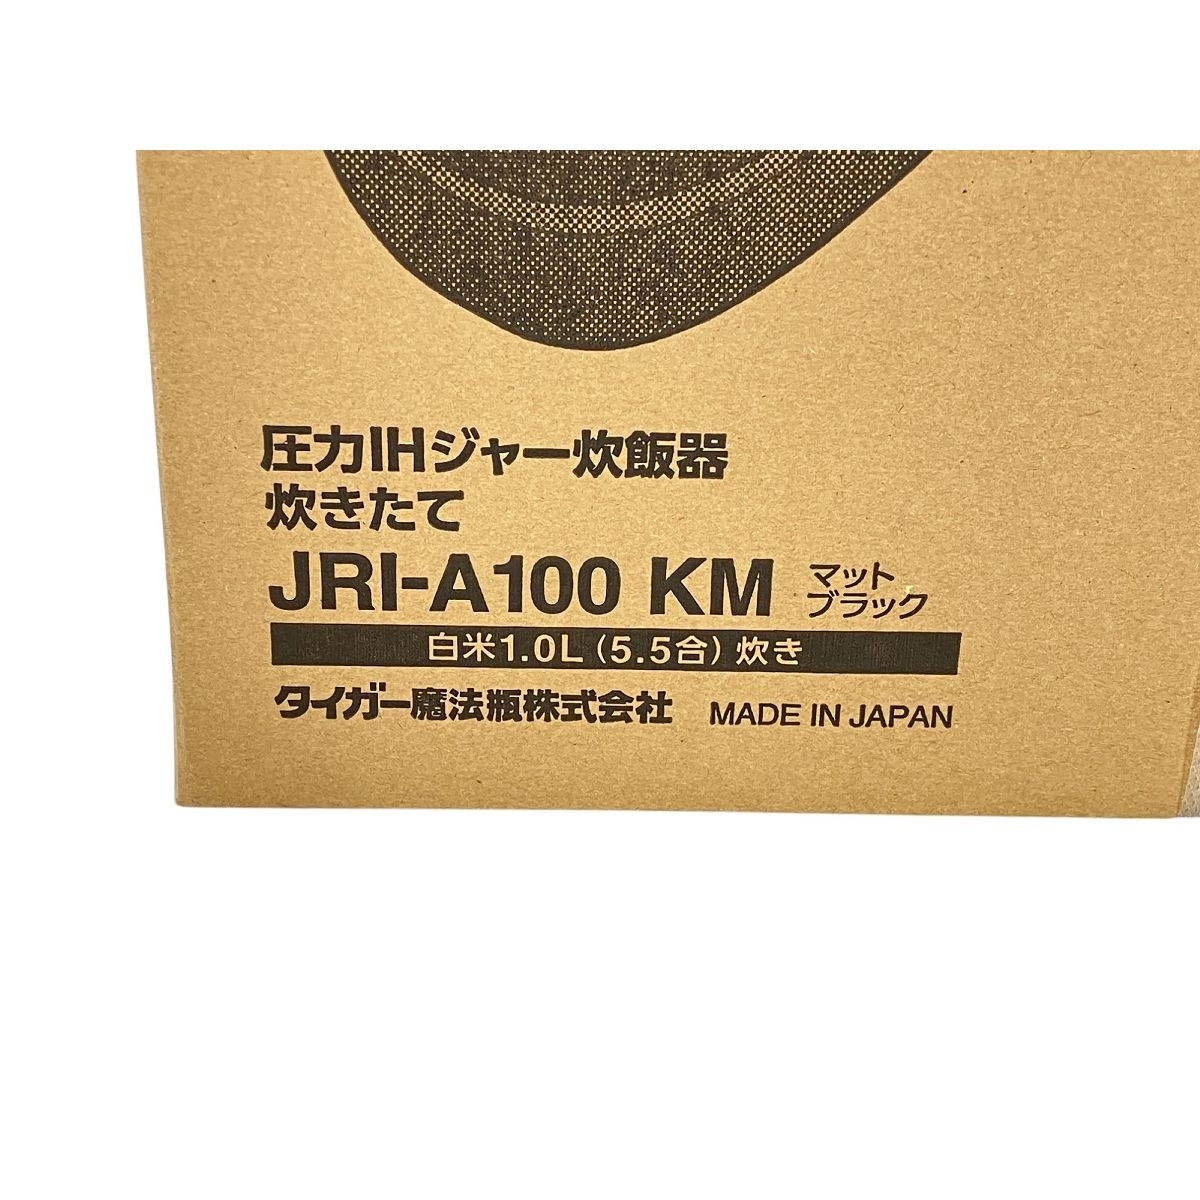 圧力IHジャー炊飯器
炊きたて
JRI-A100 KM マット
ブラック
白米1.0L(5.5合)炊き
タイガー魔法瓶株式会社 MADE IN JAPAN